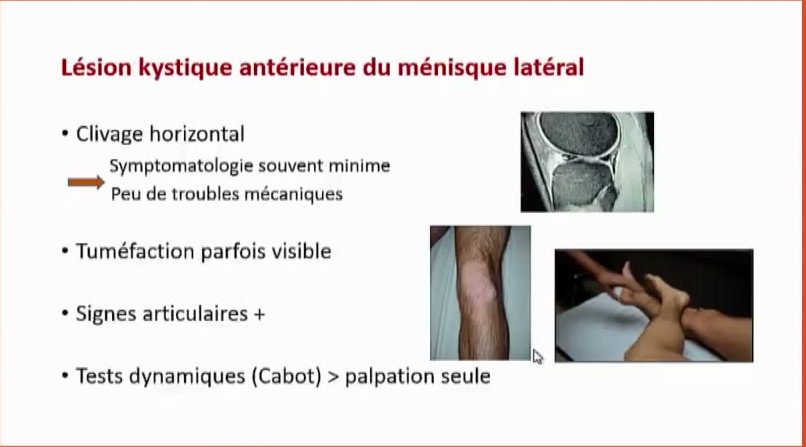 Lésion kystique antérieure du ménisque latéral
• Clivage horizontal
Symptomatologie souvent minime
Peu de troubles mécaniques
• Tuméfaction parfois visible
• Signes articulaires +
• Tests dynamiques (Cabot) > palpation seule